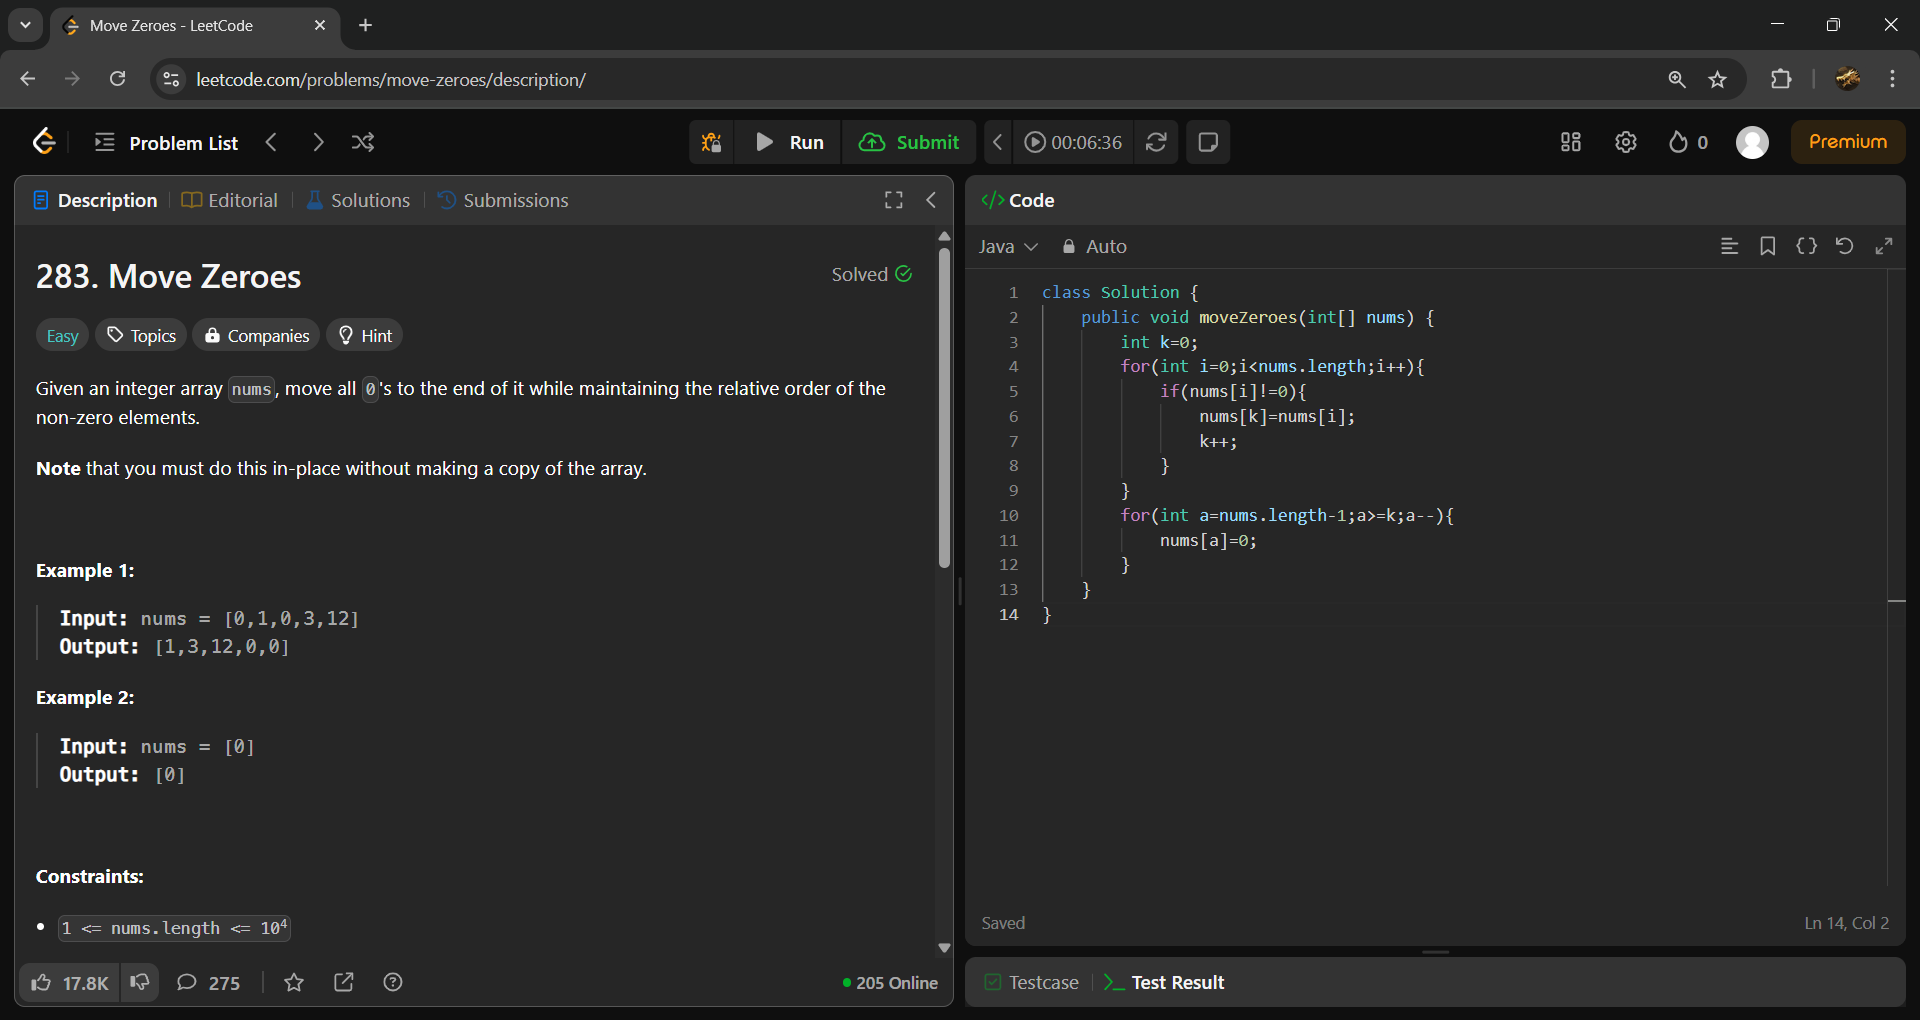 Move Zeroes - LeetCode
leetcode.com/problems/move-zeroes/description/
Problem List
Run
Submit
00:06:36
0
Premium
Description
Editorial
Solutions
Submissions
283. Move Zeroes
Solved
Easy
Topics
Companies
Hint
Given an integer array nums, move all 0's to the end of it while maintaining the relative order of the
non-zero elements.
Note that you must do this in-place without making a copy of the array.
Example 1:
Input: nums = [0,1,0,3,12]
Output: [1,3,12,0,0]
Example 2:
Input: nums = [0]
Output: [0]
Constraints:
1 <= nums.length <= 10⁴
17.8K
275
205 Online
</> Code
Java
Auto
1 class Solution {
2 public void moveZeroes(int[] nums) {
3 int k=0;
4 for(int i=0;i<nums.length;i++){
5 if(nums[i]!=0){
6 nums[k]=nums[i];
7 k++;
8 }
9 }
10 for(int a=nums.length-1;a>=k;a--){
11 nums[a]=0;
12 }
13 }
14 }
Saved
Ln 14, Col 2
Testcase
Test Result